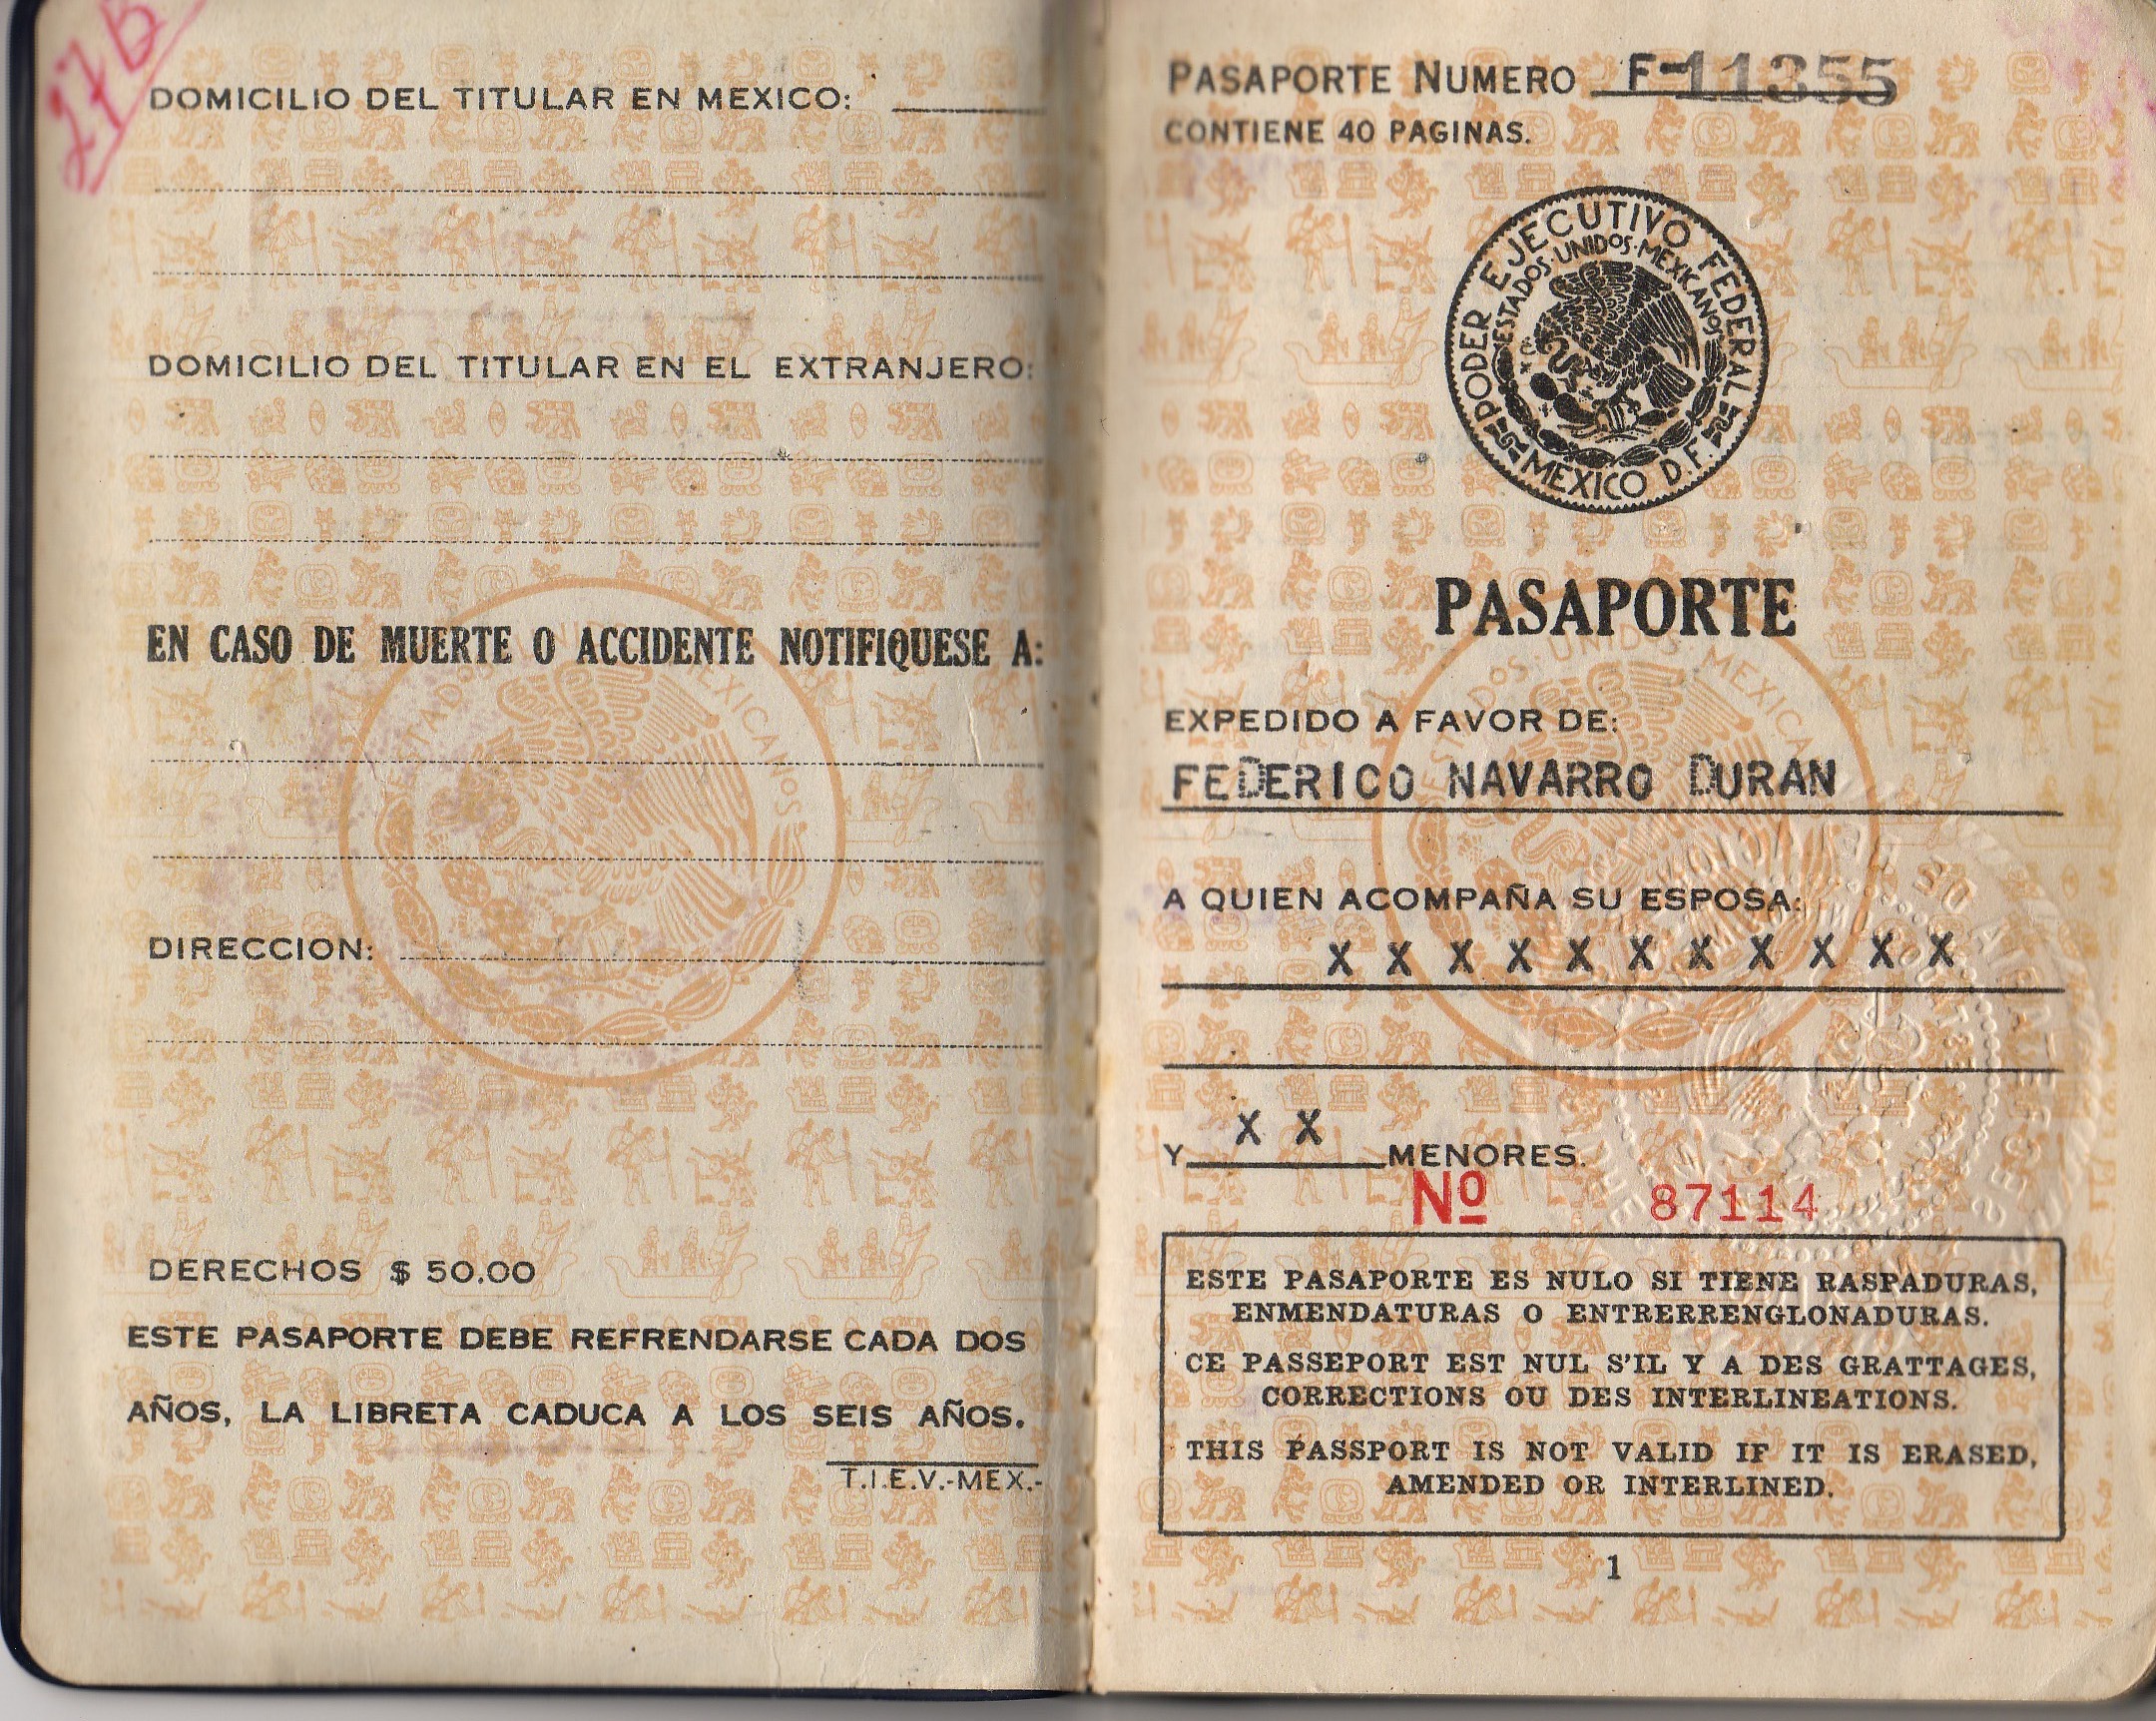 27B
DOMICILIO DEL TITULAR EN MEXICO:
DOMICILIO DEL TITULAR EN EL EXTRANJERO:
EN CASO DE MUERTE O ACCIDENTE NOTIFIQUESE A:
DIRECCION:
DERECHOS $ 50.00
ESTE PASAPORTE DEBE REFRENDARSE CADA DOS
AÑOS, LA LIBRETA CADUCA A LOS SEIS AÑOS.
T.I.E.V.-MEX.-
PASAPORTE NUMERO F-11355
CONTIENE 40 PAGINAS.
PODER EJECUTIVO FEDERAL
ESTADOS UNIDOS MEXICANOS
MEXICO D.F.
PASAPORTE
ESTADOS UNIDOS MEXICANOS
EXPEDIDO A FAVOR DE:
FEDERICO NAVARRO DURAN
A QUIEN ACOMPAÑA SU ESPOSA:
X X X X X X X X X X X
X X
Y MENORES.
Nº 87114
ESTE PASAPORTE ES NULO SI TIENE RASPADURAS,
ENMENDATURAS O ENTRERRENGLONADURAS.
CE PASSEPORT EST NUL S'IL Y A DES GRATTAGES,
CORRECTIONS OU DES INTERLINEATIONS.
THIS PASSPORT IS NOT VALID IF IT IS ERASED,
AMENDED OR INTERLINED.
1